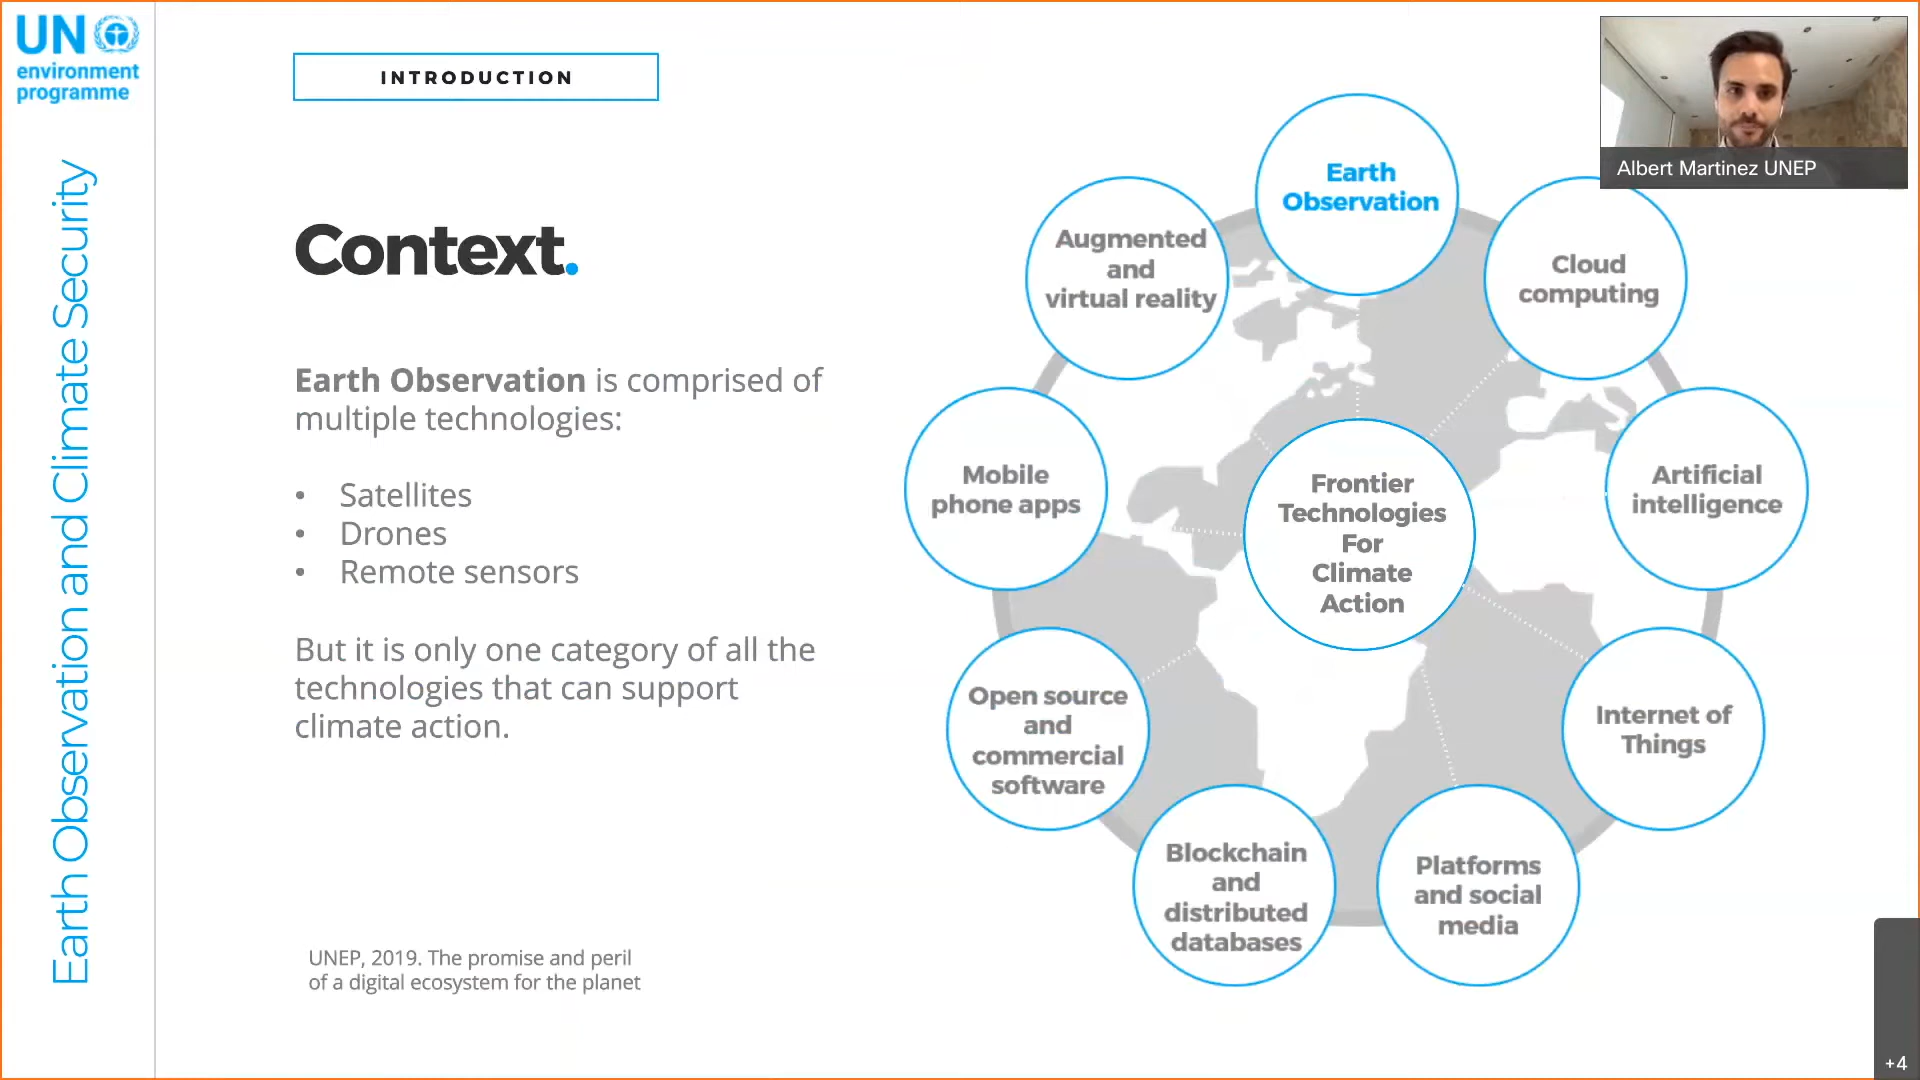 UN
environment
programme
Earth Observation and Climate Security
INTRODUCTION
Context.
Earth Observation is comprised of
multiple technologies:
• Satellites
• Drones
• Remote sensors
But it is only one category of all the
technologies that can support
climate action.
UNEP, 2019. The promise and peril
of a digital ecosystem for the planet
Earth
Observation
Cloud
computing
Artificial
intelligence
Internet of
Things
Platforms
and social
media
Blockchain
and
distributed
databases
Open source
and
commercial
software
Mobile
phone apps
Augmented
and
virtual reality
Frontier
Technologies
For
Climate
Action
Albert Martinez UNEP
+4